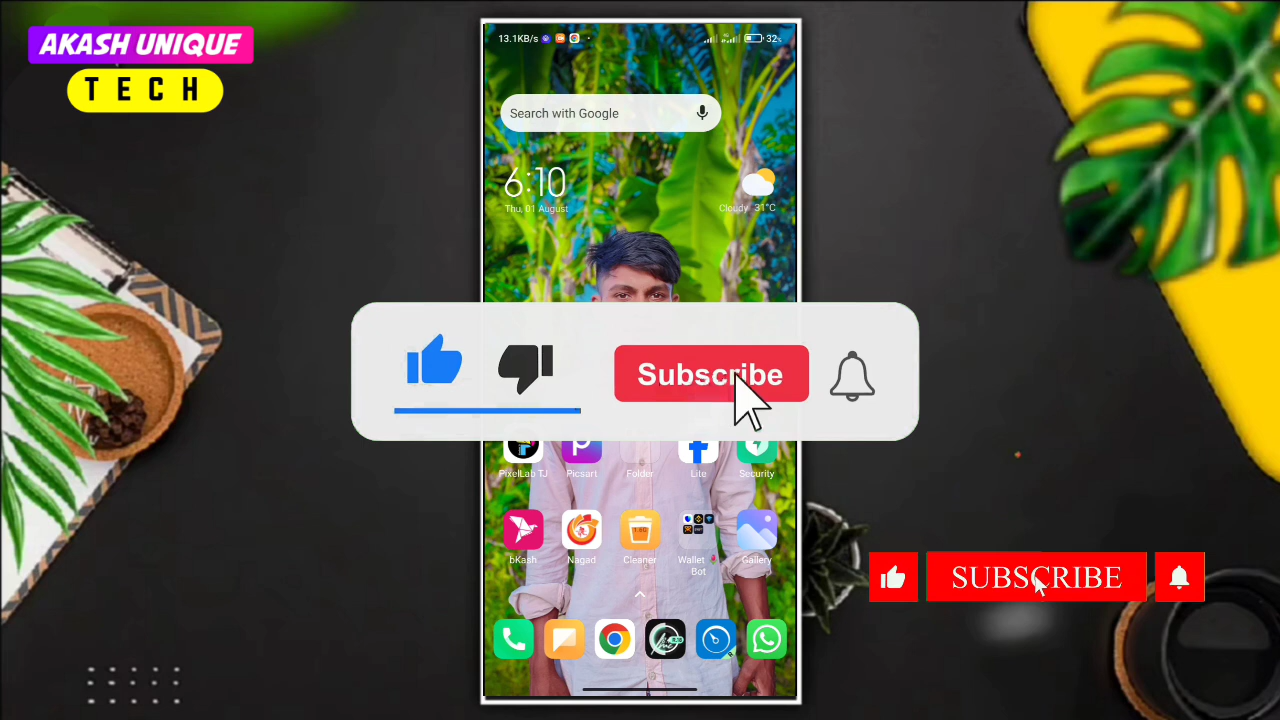 AKASH UNIQUE
TECH
13.1KB/s
32%
Search with Google
6:10
Thu, 01 August
Cloudy 31°C
Subscribe
PixelLab TJ
Picsart
Folder
Lite
Security
bKash
Nagad
Cleaner
Wallet
Bot
Gallery
SUBSCRIBE